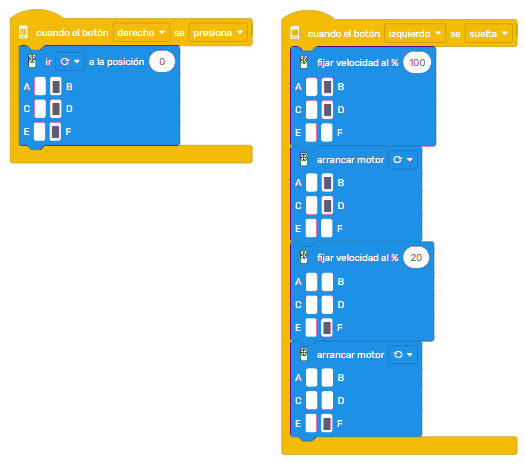 cuando el botón derecho se presiona
ir a la posición 0
A B
C D
E F
cuando el botón izquierdo se suelta
fijar velocidad al % 100
A B
C D
E F
arrancar motor
A B
C D
E F
fijar velocidad al % 20
A B
C D
E F
arrancar motor
A B
C D
E F